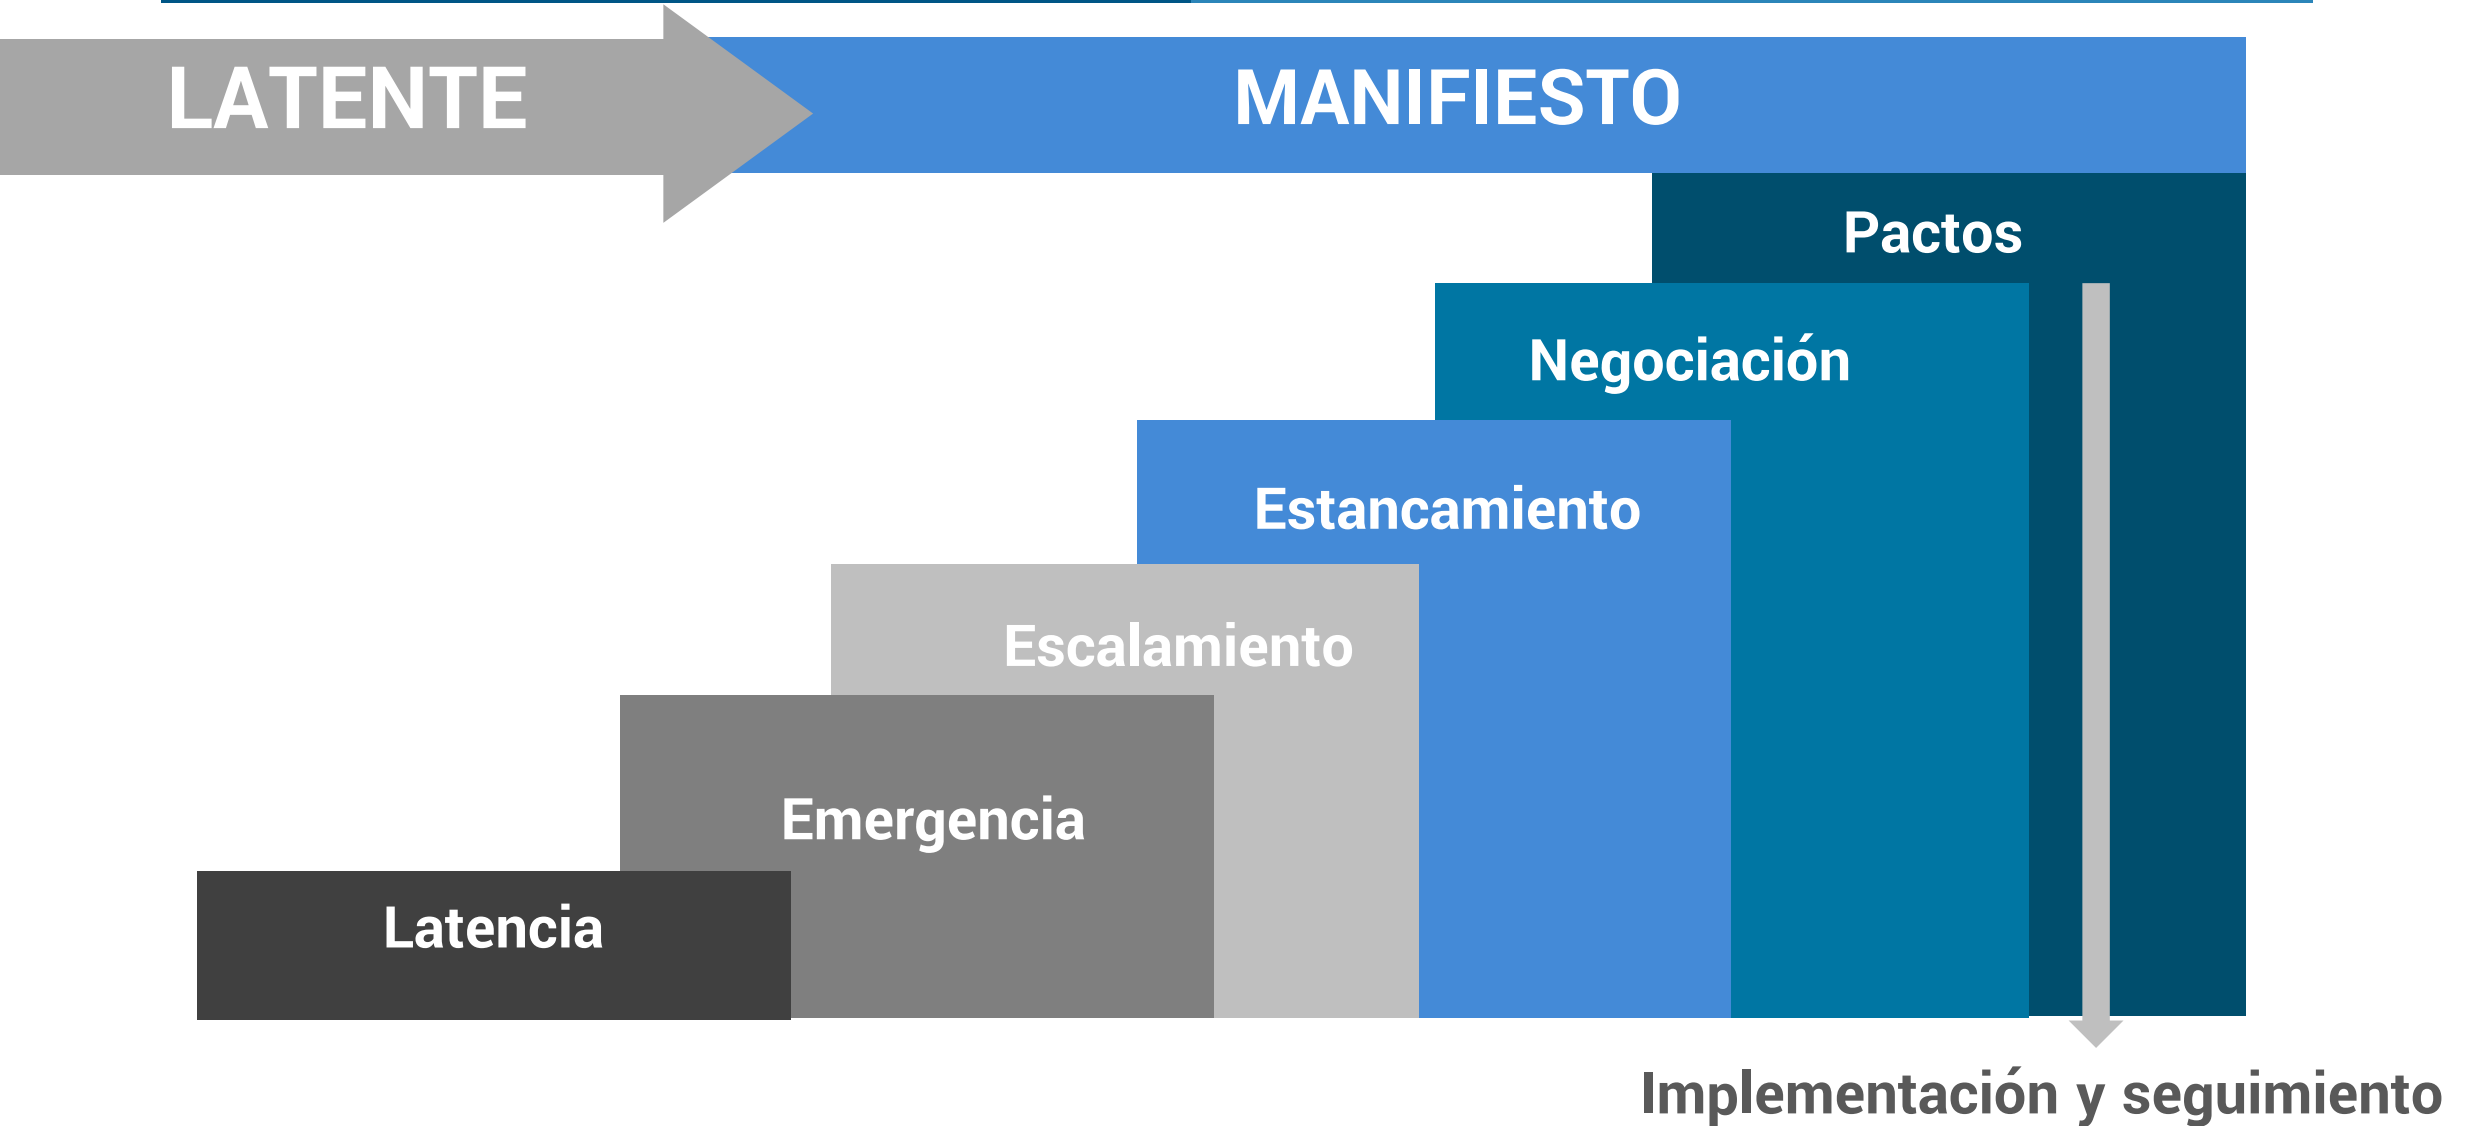 LATENTE
MANIFIESTO
Pactos
Negociación
Estancamiento
Escalamiento
Emergencia
Latencia
Implementación y seguimiento